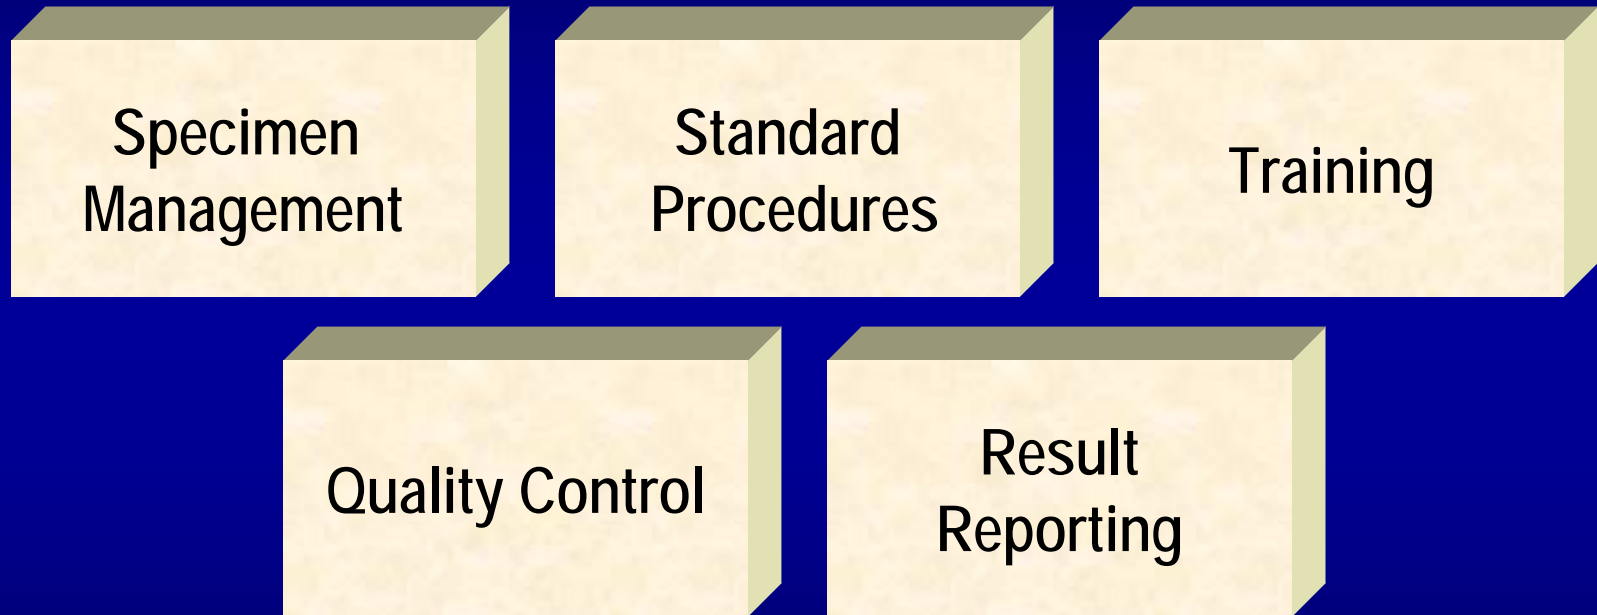 Specimen
Management
Standard
Procedures
Training
Quality Control
Result
Reporting